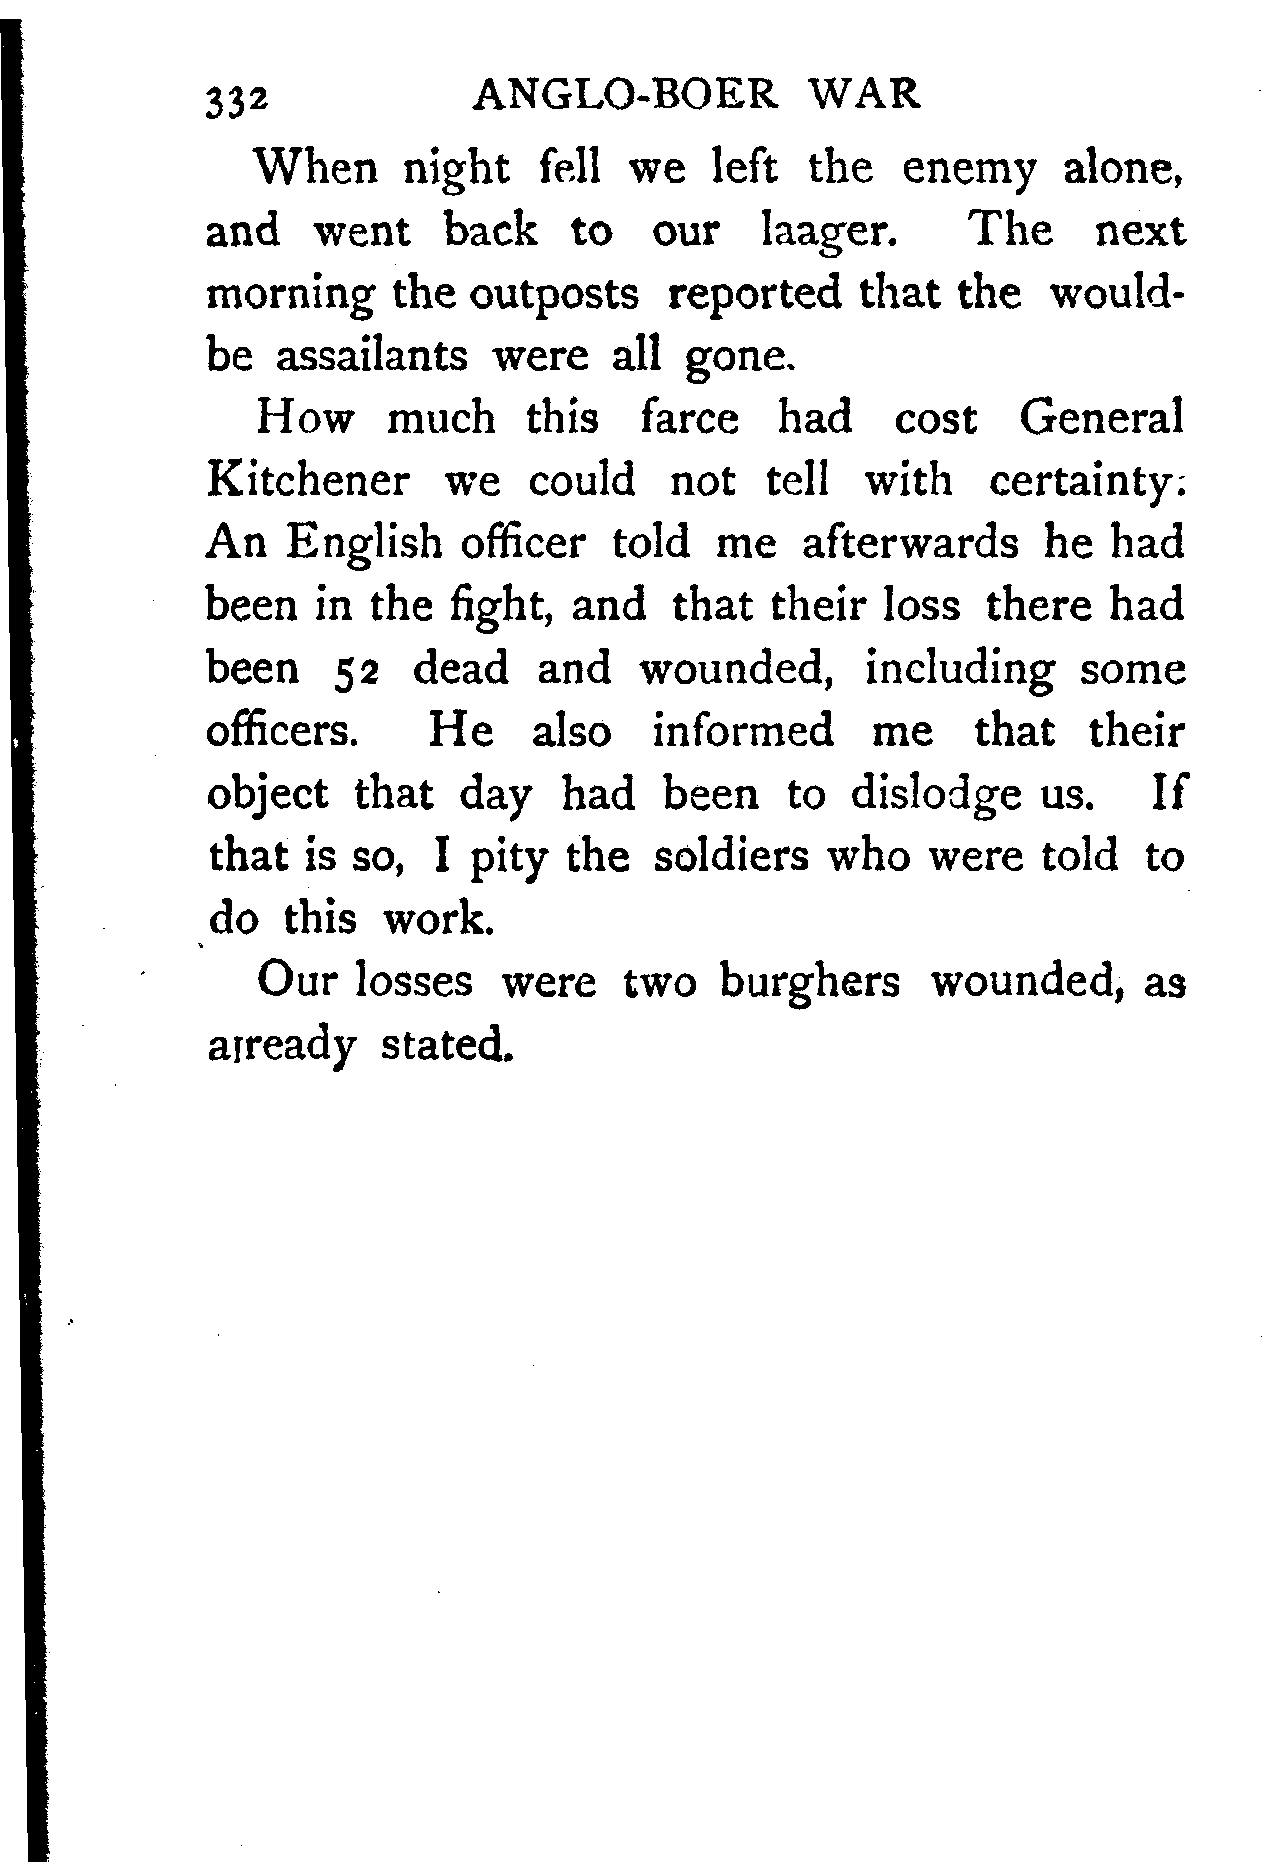 332 ANGLO-BOER WAR
When night fell we left the enemy alone,
and went back to our laager. The next
morning the outposts reported that the would-
be assailants were all gone.
How much this farce had cost General
Kitchener we could not tell with certainty.
An English officer told me afterwards he had
been in the fight, and that their loss there had
been 52 dead and wounded, including some
officers. He also informed me that their
object that day had been to dislodge us. If
that is so, I pity the soldiers who were told to
do this work.
Our losses were two burghers wounded, as
already stated.